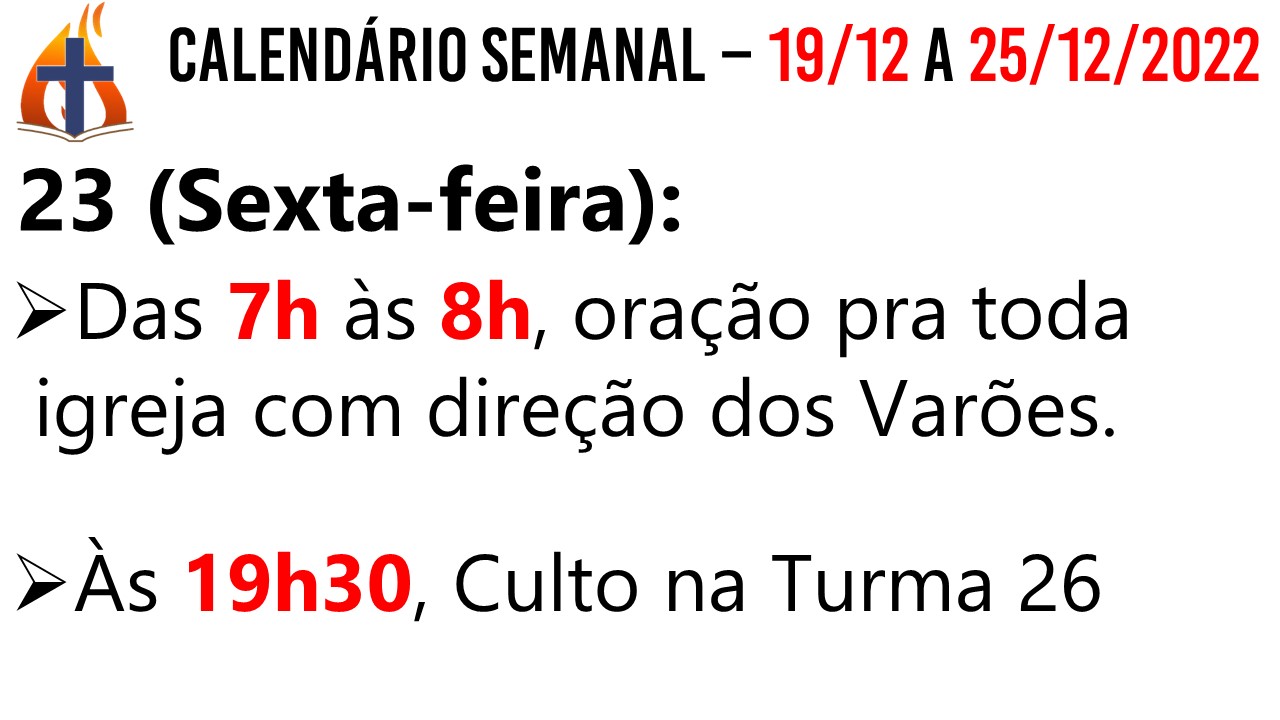 CALENDÁRIO SEMANAL – 19/12 A 25/12/2022
23 (Sexta-feira):
➢Das 7h às 8h, oração pra toda
igreja com direção dos Varões.
➢Às 19h30, Culto na Turma 26